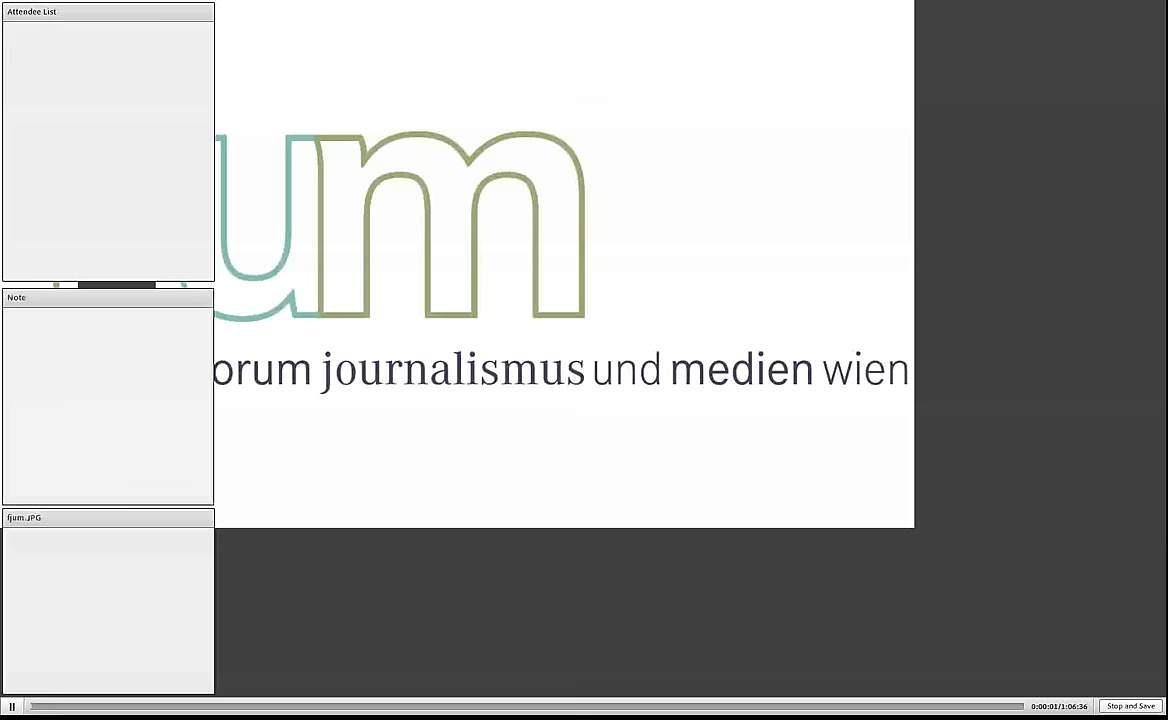 Attendee List
um
Note
orum journalismus und medien wien
fjum.JPG
0:00:01/1:06:36
Stop and Save